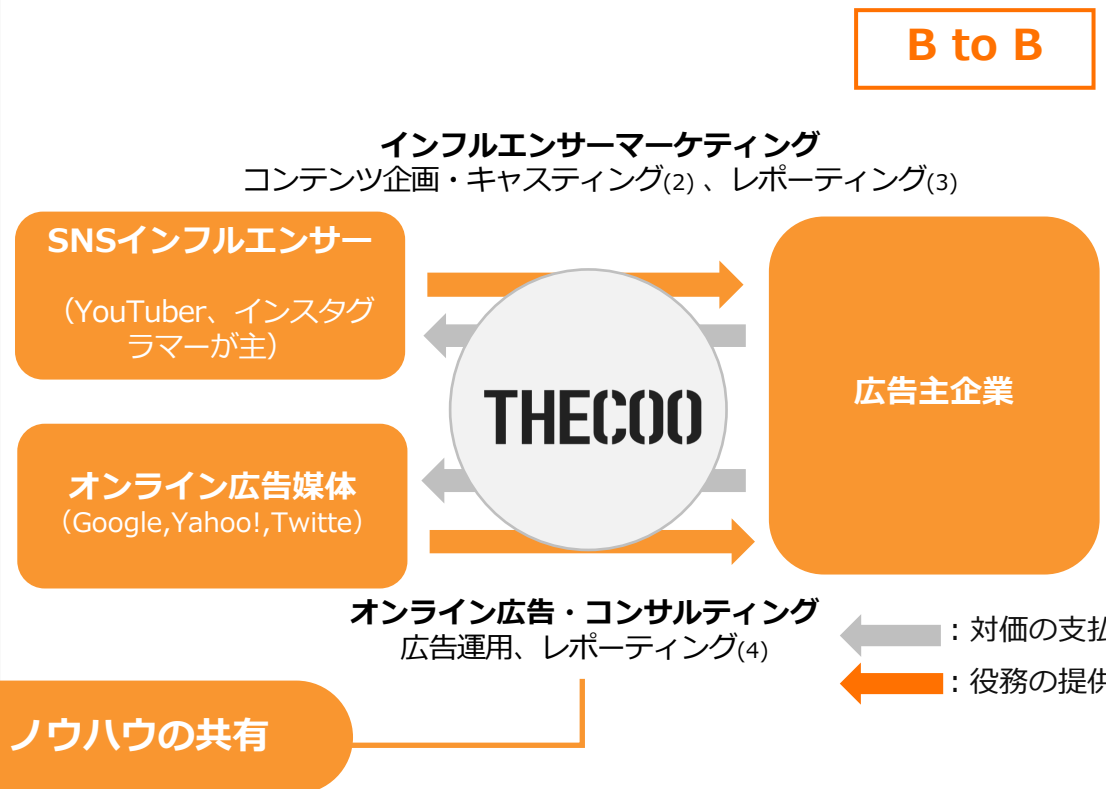 B to B
インフルエンサーマーケティング
コンテンツ企画・キャスティング(2) 、レポーティング(3)
SNSインフルエンサー
（YouTuber、インスタグ
ラマーが主）
THECOO
広告主企業
オンライン広告媒体
（Google,Yahoo!,Twitte）
オンライン広告・コンサルティング
広告運用、レポーティング(4)
：対価の支払
：役務の提供
ノウハウの共有